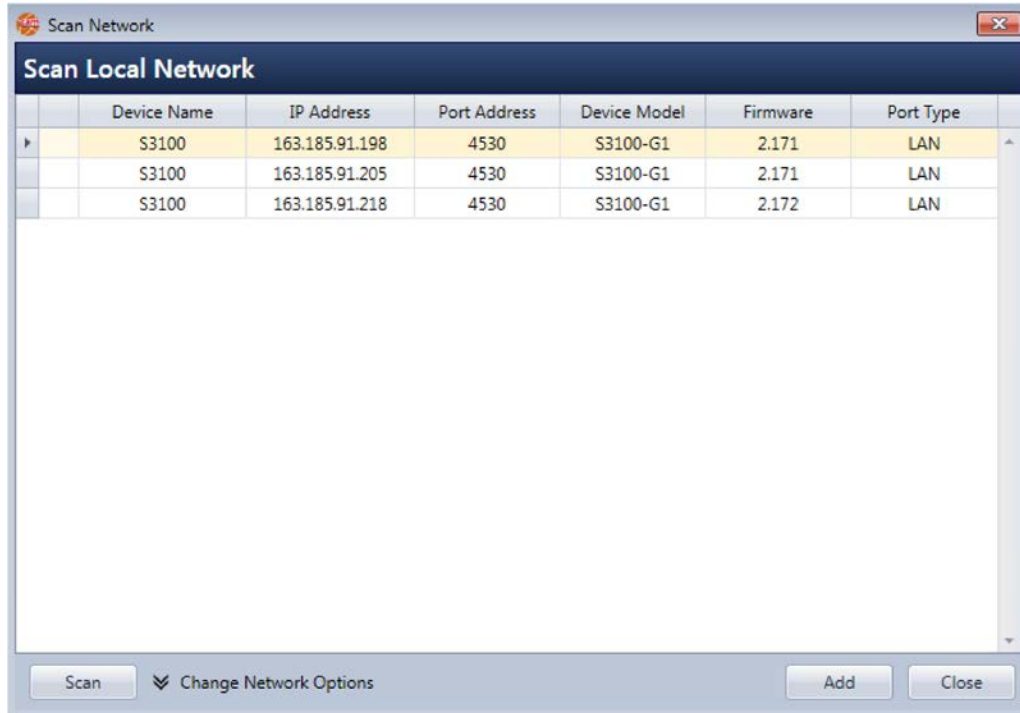 Scan Network
Scan Local Network
Device Name IP Address Port Address Device Model Firmware Port Type
S3100 163.185.91.198 4530 S3100-G1 2.171 LAN
S3100 163.185.91.205 4530 S3100-G1 2.171 LAN
S3100 163.185.91.218 4530 S3100-G1 2.172 LAN
Scan Change Network Options Add Close